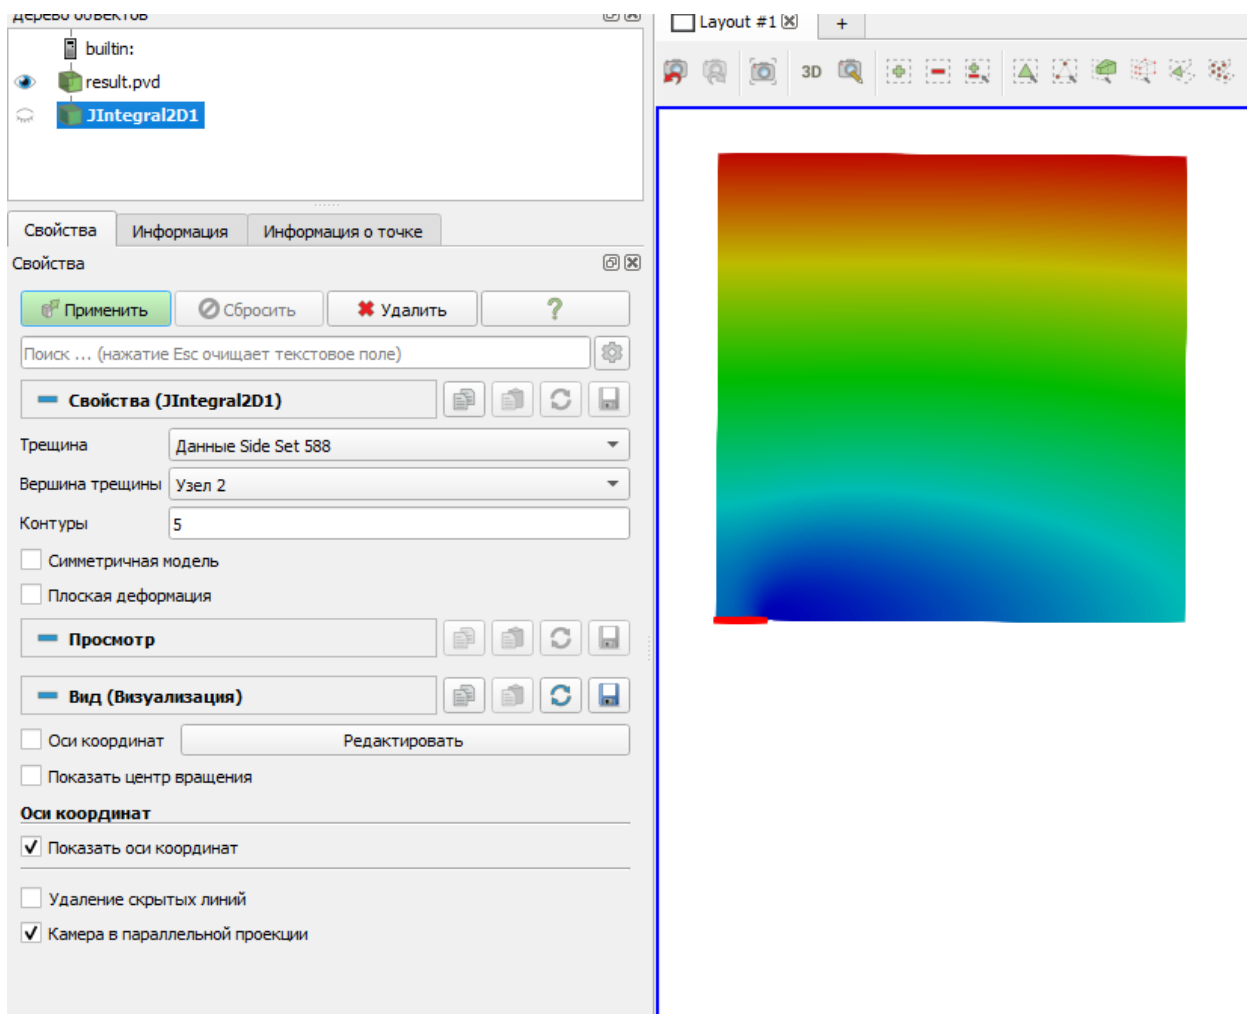 Дерево объектов
builtin:
result.pvd
JIntegral2D1
Свойства
Информация
Информация о точке
Свойства
Применить
Сбросить
Удалить
?
Поиск ... (нажатие Esc очищает текстовое поле)
Свойства (JIntegral2D1)
Трещина
Данные Side Set 588
Вершина трещины
Узел 2
Контуры
5
Симметричная модель
Плоская деформация
Просмотр
Вид (Визуализация)
Оси координат
Редактировать
Показать центр вращения
Оси координат
Показать оси координат
Удаление скрытых линий
Камера в параллельной проекции
Layout #1
+
3D